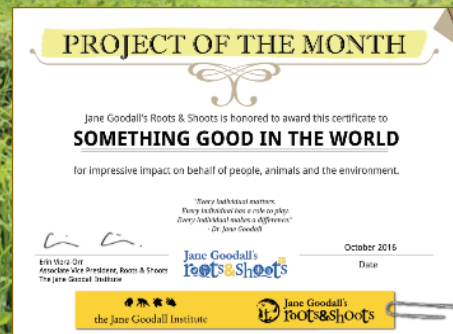 PROJECT OF THE MONTH
Jane Goodall's Roots & Shoots is honored to award this certificate to
SOMETHING GOOD IN THE WORLD
for impressive impact on behalf of people, animals and the environment.
"Every individual matters.
Every individual has a role to play.
Every individual makes a difference."
- Dr. Jane Goodall
Erin Viera-Orr
Associate Vice President, Roots & Shoots
The Jane Goodall Institute
Jane Goodall's
roots&shoots
October 2016
Date
the Jane Goodall Institute
Jane Goodall's
roots&shoots